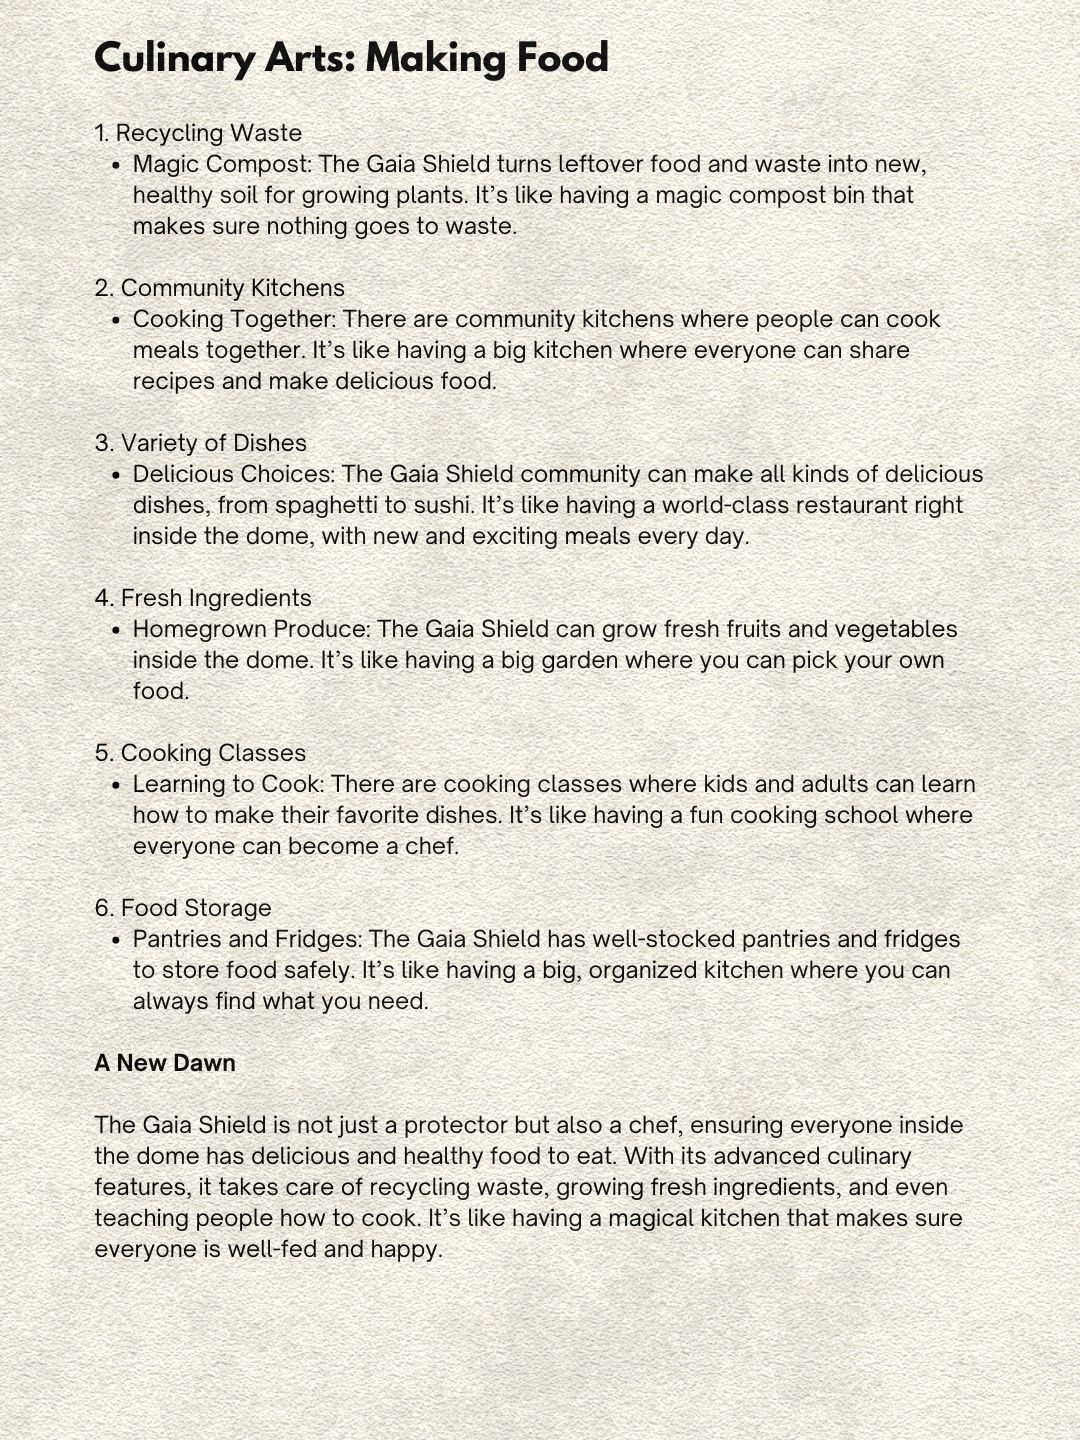 Culinary Arts: Making Food
1. Recycling Waste
• Magic Compost: The Gaia Shield turns leftover food and waste into new,
healthy soil for growing plants. It’s like having a magic compost bin that
makes sure nothing goes to waste.
2. Community Kitchens
• Cooking Together: There are community kitchens where people can cook
meals together. It’s like having a big kitchen where everyone can share
recipes and make delicious food.
3. Variety of Dishes
• Delicious Choices: The Gaia Shield community can make all kinds of delicious
dishes, from spaghetti to sushi. It’s like having a world-class restaurant right
inside the dome, with new and exciting meals every day.
4. Fresh Ingredients
• Homegrown Produce: The Gaia Shield can grow fresh fruits and vegetables
inside the dome. It’s like having a big garden where you can pick your own
food.
5. Cooking Classes
• Learning to Cook: There are cooking classes where kids and adults can learn
how to make their favorite dishes. It’s like having a fun cooking school where
everyone can become a chef.
6. Food Storage
• Pantries and Fridges: The Gaia Shield has well-stocked pantries and fridges
to store food safely. It’s like having a big, organized kitchen where you can
always find what you need.
A New Dawn
The Gaia Shield is not just a protector but also a chef, ensuring everyone inside
the dome has delicious and healthy food to eat. With its advanced culinary
features, it takes care of recycling waste, growing fresh ingredients, and even
teaching people how to cook. It’s like having a magical kitchen that makes sure
everyone is well-fed and happy.